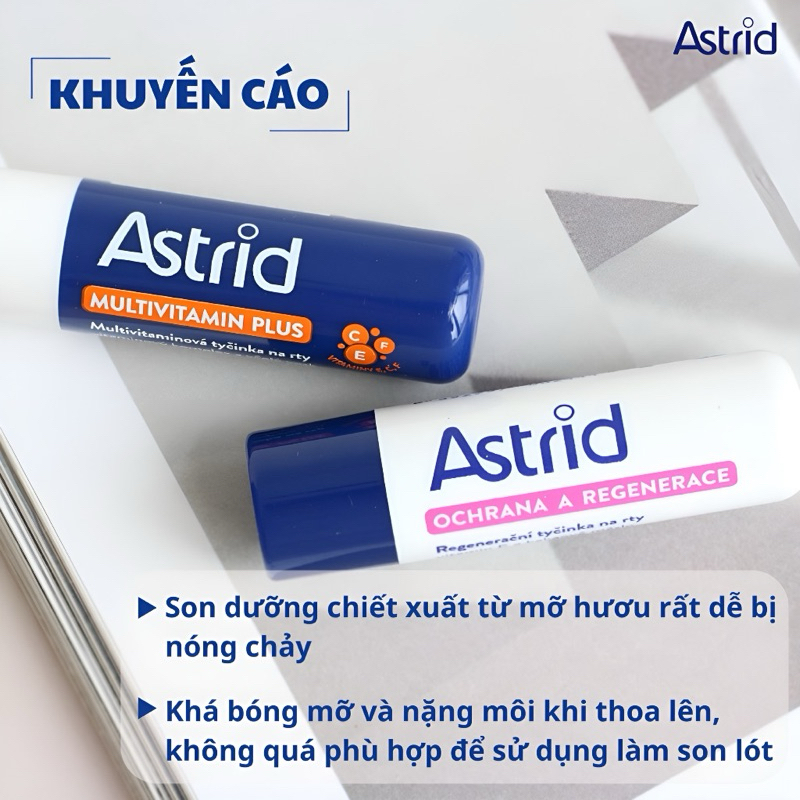 Astrid
KHUYẾN CÁO
Astrid
MULTIVITAMIN PLUS
Multivitaminová tyčinka na rty
C
F
E
Astrid
OCHRANA A REGENERACE
Regenerační tyčinka na rty
Son dưỡng chiết xuất từ mỡ hươu rất dễ bị
nóng chảy
Khá bóng mỡ và nặng môi khi thoa lên,
không quá phù hợp để sử dụng làm son lót